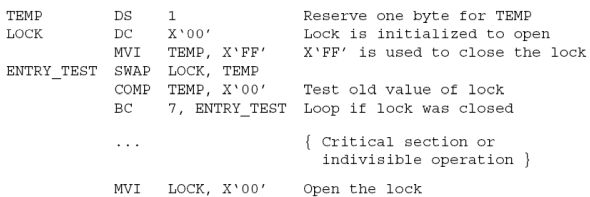 TEMP DS 1 Reserve one byte for TEMP
LOCK DC X`00' Lock is initialized to open
MVI TEMP, X`FF' X`FF' is used to close the lock
ENTRY_TEST SWAP LOCK, TEMP
COMP TEMP, X`00' Test old value of lock
BC 7, ENTRY_TEST Loop if lock was closed
... { Critical section or
indivisible operation }
MVI LOCK, X`00' Open the lock